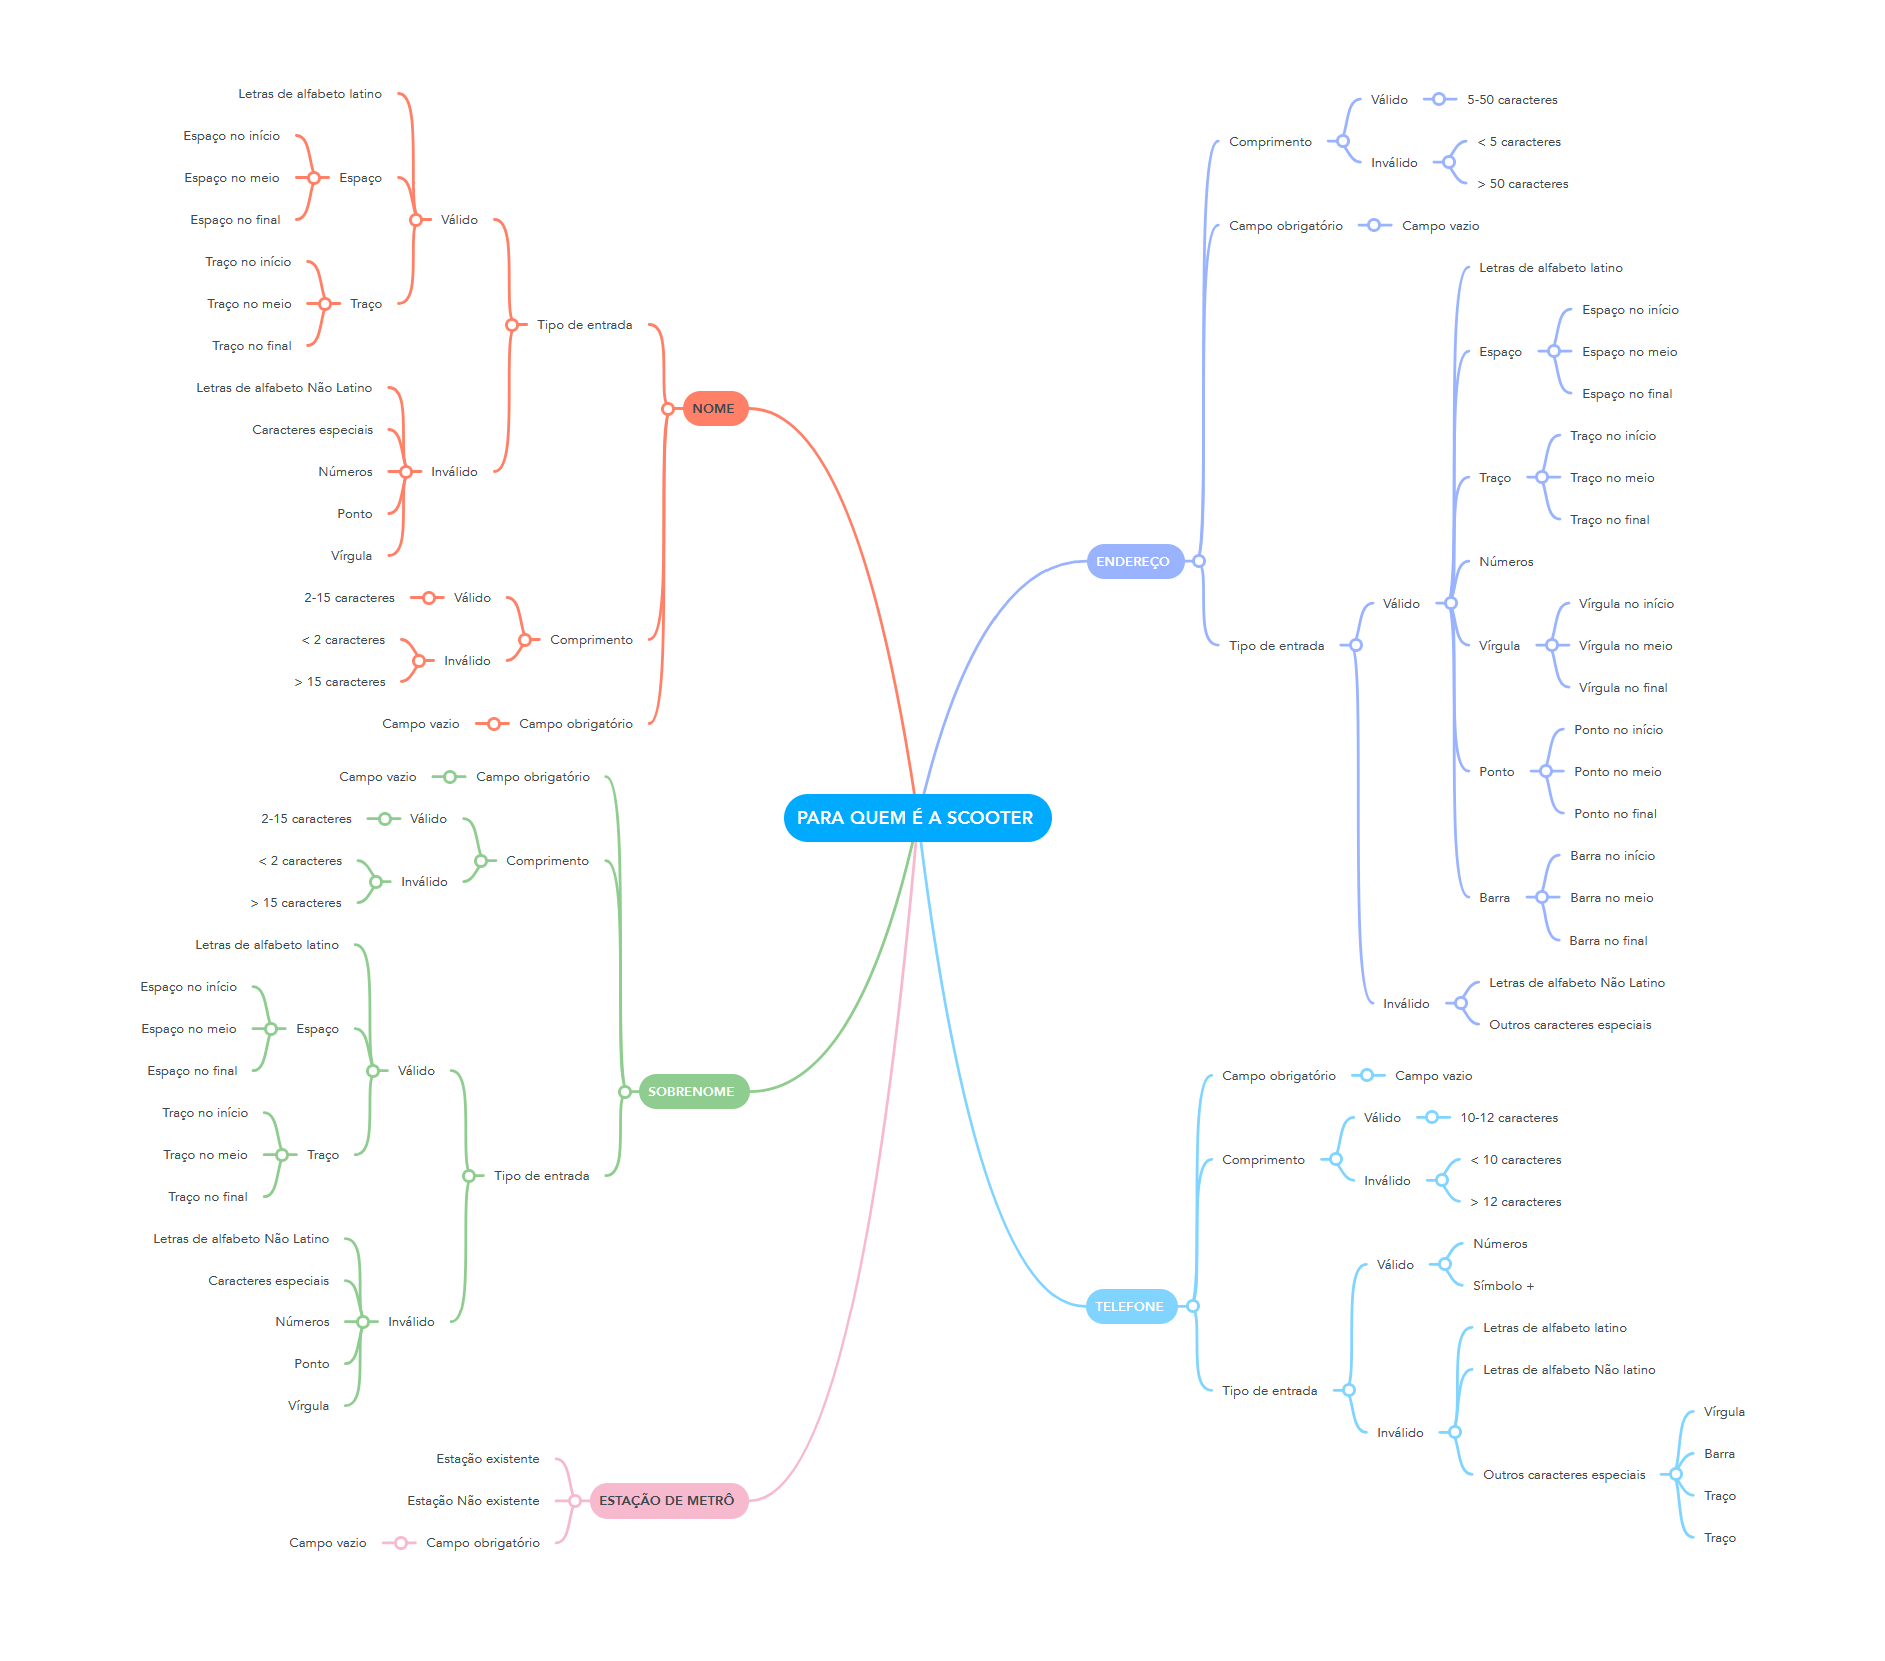 PARA QUEM É A SCOOTER
NOME
Tipo de entrada
Válido
Letras de alfabeto latino
Espaço
Espaço no início
Espaço no meio
Espaço no final
Traço
Traço no início
Traço no meio
Traço no final
Inválido
Letras de alfabeto Não Latino
Caracteres especiais
Números
Ponto
Vírgula
Comprimento
Válido
2-15 caracteres
Inválido
< 2 caracteres
> 15 caracteres
Campo obrigatório
Campo vazio
SOBRENOME
Campo obrigatório
Campo vazio
Comprimento
Válido
2-15 caracteres
Inválido
< 2 caracteres
> 15 caracteres
Tipo de entrada
Válido
Letras de alfabeto latino
Espaço
Espaço no início
Espaço no meio
Espaço no final
Traço
Traço no início
Traço no meio
Traço no final
Inválido
Letras de alfabeto Não Latino
Caracteres especiais
Números
Ponto
Vírgula
ESTAÇÃO DE METRÔ
Estação existente
Estação Não existente
Campo obrigatório
Campo vazio
ENDEREÇO
Comprimento
Válido
5-50 caracteres
Inválido
< 5 caracteres
> 50 caracteres
Campo obrigatório
Campo vazio
Tipo de entrada
Válido
Letras de alfabeto latino
Espaço
Espaço no início
Espaço no meio
Espaço no final
Traço
Traço no início
Traço no meio
Traço no final
Números
Vírgula
Vírgula no início
Vírgula no meio
Vírgula no final
Ponto
Ponto no início
Ponto no meio
Ponto no final
Barra
Barra no início
Barra no meio
Barra no final
Inválido
Letras de alfabeto Não Latino
Outros caracteres especiais
TELEFONE
Campo obrigatório
Campo vazio
Comprimento
Válido
10-12 caracteres
Inválido
< 10 caracteres
> 12 caracteres
Tipo de entrada
Válido
Números
Símbolo +
Inválido
Letras de alfabeto latino
Letras de alfabeto Não latino
Outros caracteres especiais
Vírgula
Barra
Traço
Traço